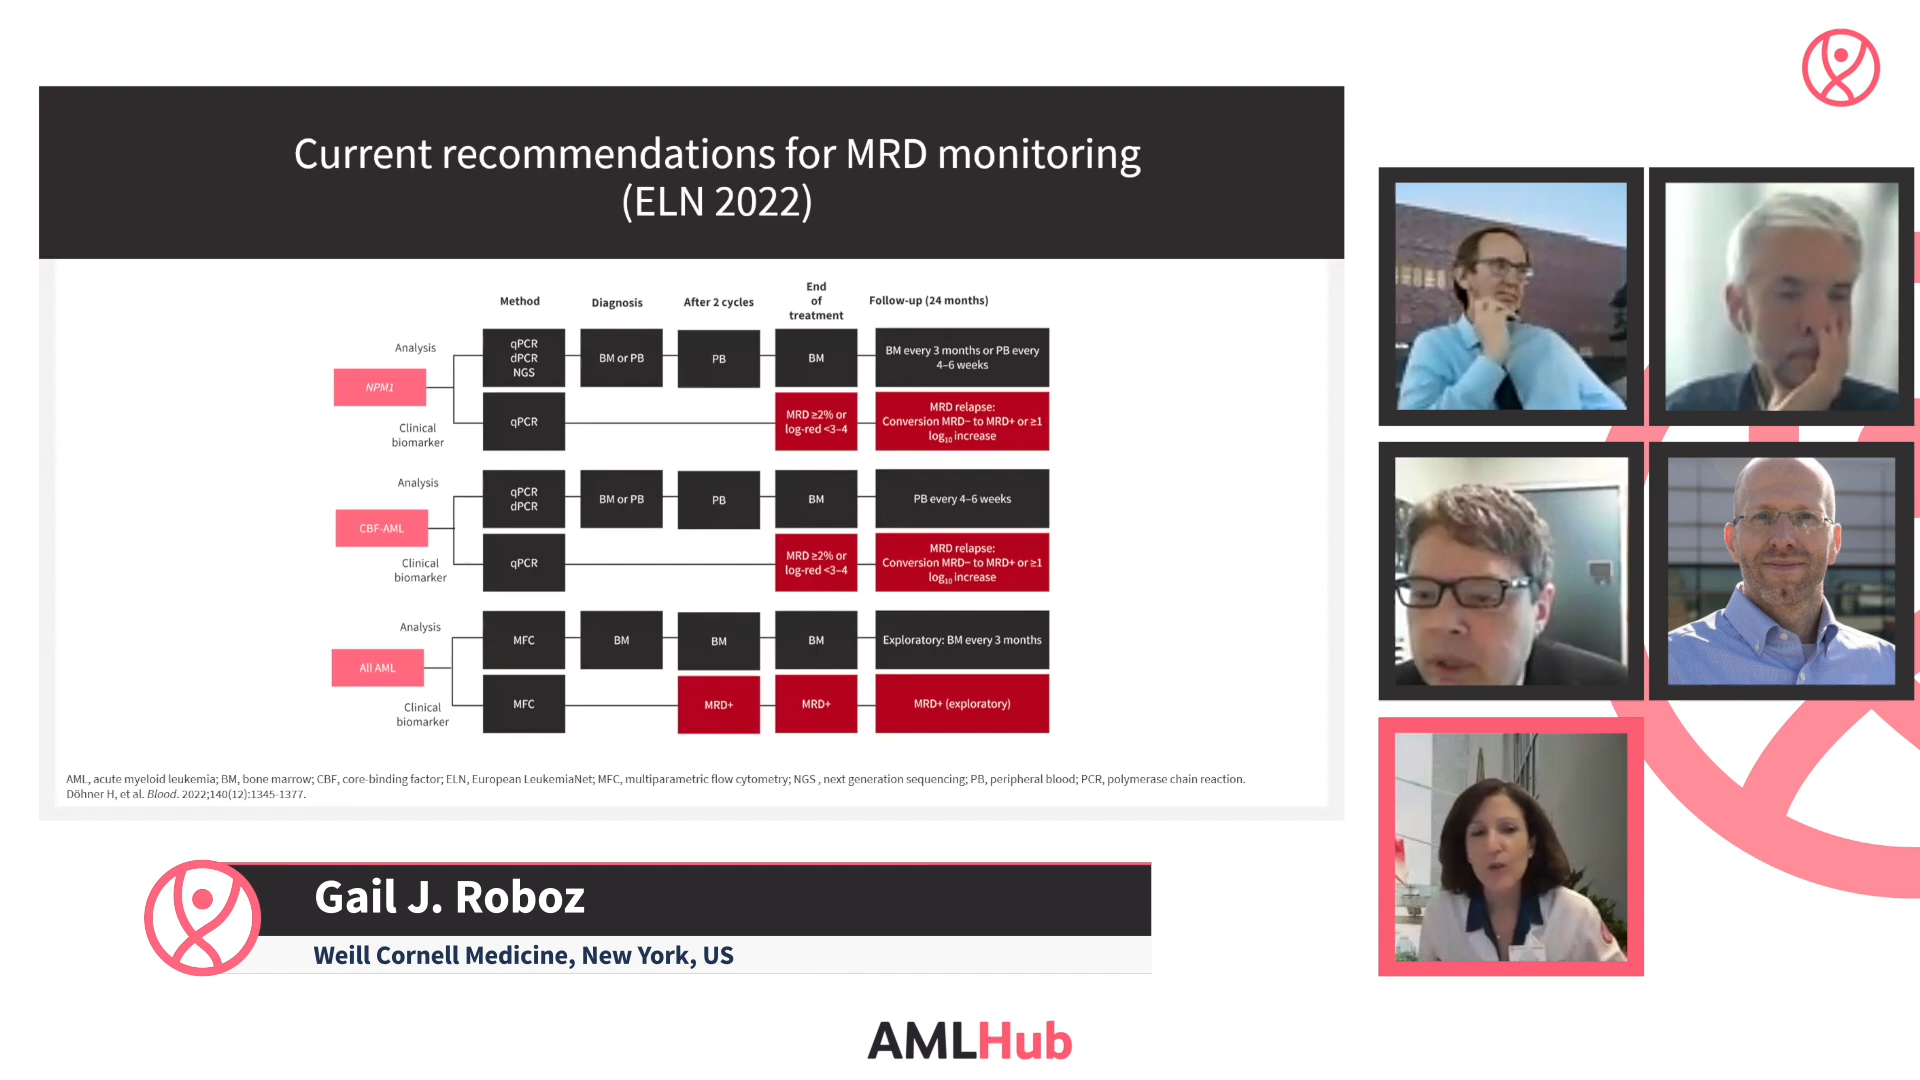 Current recommendations for MRD monitoring
(ELN 2022)
Method
Diagnosis
After 2 cycles
End
of
treatment
Follow-up (24 months)
Analysis
NPM1
Clinical
biomarker
qPCR
dPCR
NGS
BM or PB
PB
BM
BM every 3 months or PB every
4–6 weeks
qPCR
MRD ≥2% or
log-red <3–4
MRD relapse:
Conversion MRD– to MRD+ or ≥1
log10 increase
Analysis
CBF-AML
Clinical
biomarker
qPCR
dPCR
BM or PB
PB
BM
PB every 4–6 weeks
qPCR
MRD ≥2% or
log-red <3–4
MRD relapse:
Conversion MRD– to MRD+ or ≥1
log10 increase
Analysis
All AML
Clinical
biomarker
MFC
BM
BM
BM
Exploratory: BM every 3 months
MFC
MRD+
MRD+
MRD+ (exploratory)
AML, acute myeloid leukemia; BM, bone marrow; CBF, core-binding factor; ELN, European LeukemiaNet; MFC, multiparametric flow cytometry; NGS , next generation sequencing; PB, peripheral blood; PCR, polymerase chain reaction.
Döhner H, et al. Blood. 2022;140(12):1345-1377.
Gail J. Roboz
Weill Cornell Medicine, New York, US
AMLHub